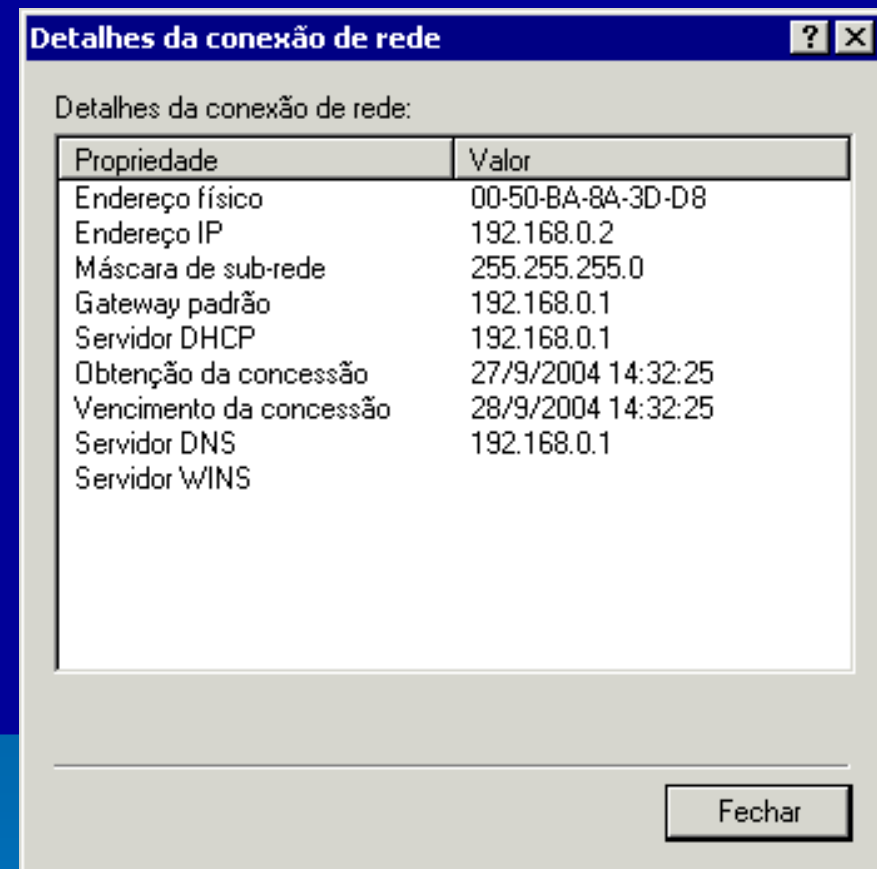 Detalhes da conexão de rede
Detalhes da conexão de rede:
Propriedade Valor
Endereço físico 00-50-BA-8A-3D-D8
Endereço IP 192.168.0.2
Máscara de sub-rede 255.255.255.0
Gateway padrão 192.168.0.1
Servidor DHCP 192.168.0.1
Obtenção da concessão 27/9/2004 14:32:25
Vencimento da concessão 28/9/2004 14:32:25
Servidor DNS 192.168.0.1
Servidor WINS
Fechar